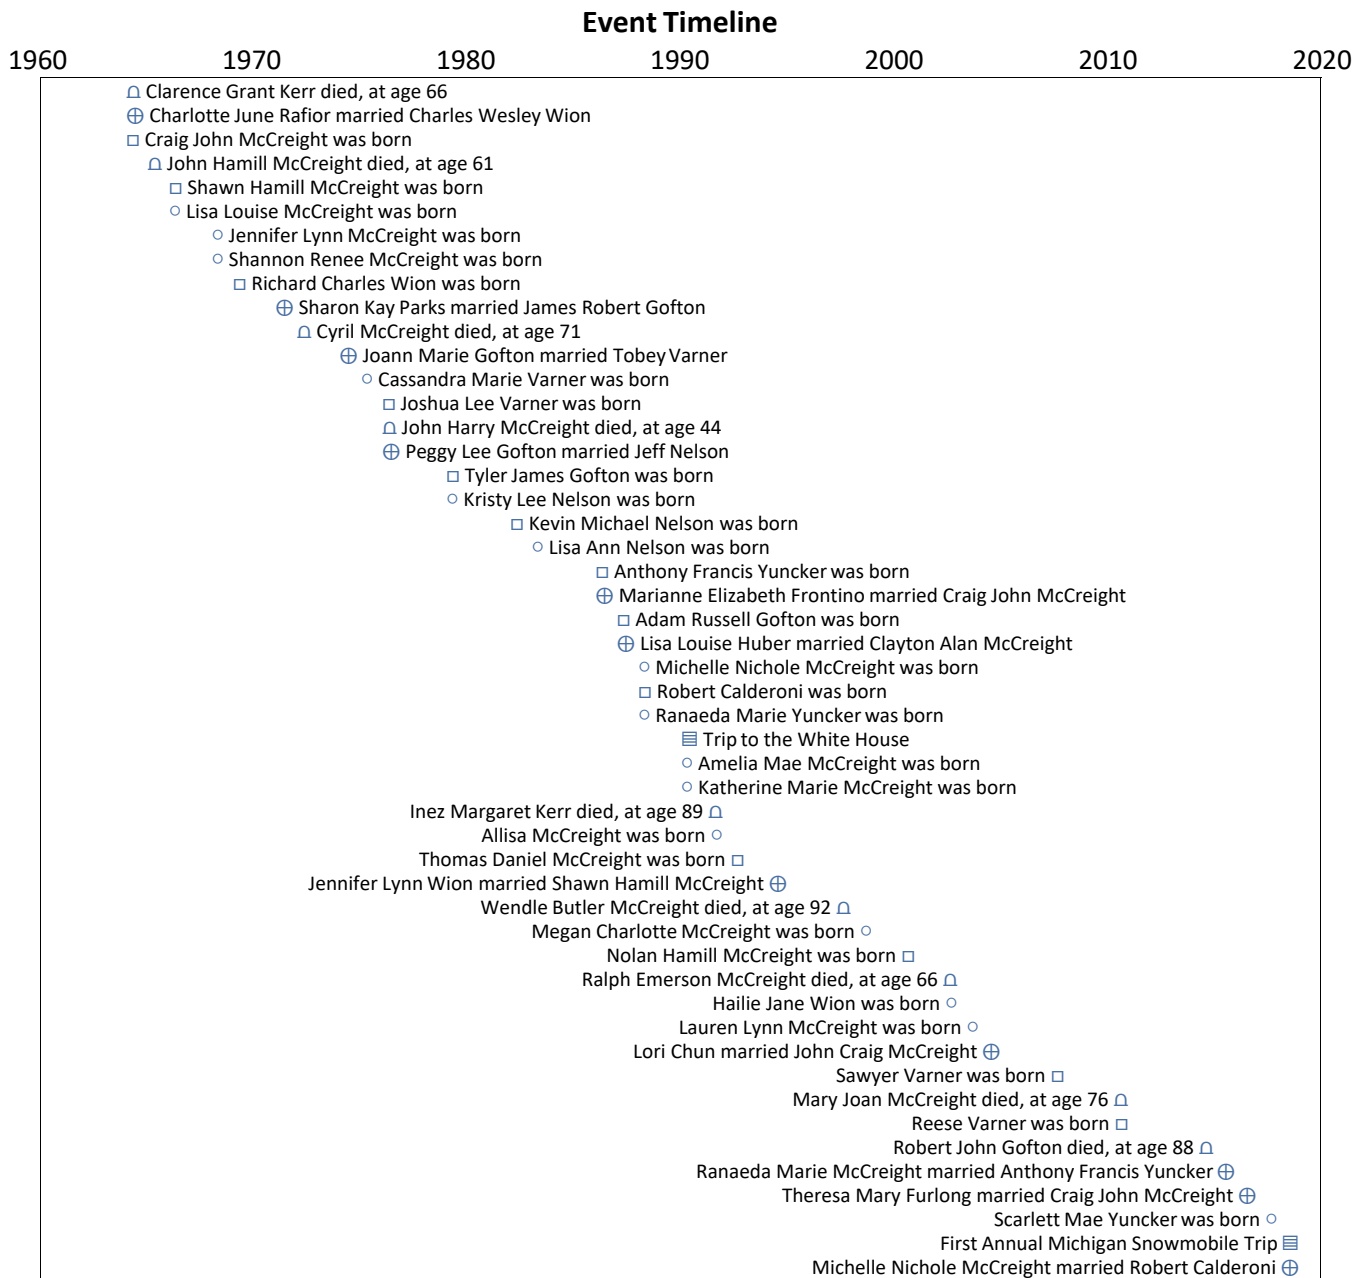 Event Timeline
1960 1970 1980 1990 2000 2010 2020
Clarence Grant Kerr died, at age 66
Charlotte June Rafior married Charles Wesley Wion
Craig John McCreight was born
John Hamill McCreight died, at age 61
Shawn Hamill McCreight was born
Lisa Louise McCreight was born
Jennifer Lynn McCreight was born
Shannon Renee McCreight was born
Richard Charles Wion was born
Sharon Kay Parks married James Robert Gofton
Cyril McCreight died, at age 71
Joann Marie Gofton married Tobey Varner
Cassandra Marie Varner was born
Joshua Lee Varner was born
John Harry McCreight died, at age 44
Peggy Lee Gofton married Jeff Nelson
Tyler James Gofton was born
Kristy Lee Nelson was born
Kevin Michael Nelson was born
Lisa Ann Nelson was born
Anthony Francis Yuncker was born
Marianne Elizabeth Frontino married Craig John McCreight
Adam Russell Gofton was born
Lisa Louise Huber married Clayton Alan McCreight
Michelle Nichole McCreight was born
Robert Calderoni was born
Ranaeda Marie Yuncker was born
Trip to the White House
Amelia Mae McCreight was born
Katherine Marie McCreight was born
Inez Margaret Kerr died, at age 89
Allisa McCreight was born
Thomas Daniel McCreight was born
Jennifer Lynn Wion married Shawn Hamill McCreight
Wendle Butler McCreight died, at age 92
Megan Charlotte McCreight was born
Nolan Hamill McCreight was born
Ralph Emerson McCreight died, at age 66
Hailie Jane Wion was born
Lauren Lynn McCreight was born
Lori Chun married John Craig McCreight
Sawyer Varner was born
Mary Joan McCreight died, at age 76
Reese Varner was born
Robert John Gofton died, at age 88
Ranaeda Marie McCreight married Anthony Francis Yuncker
Theresa Mary Furlong married Craig John McCreight
Scarlett Mae Yuncker was born
First Annual Michigan Snowmobile Trip
Michelle Nichole McCreight married Robert Calderoni